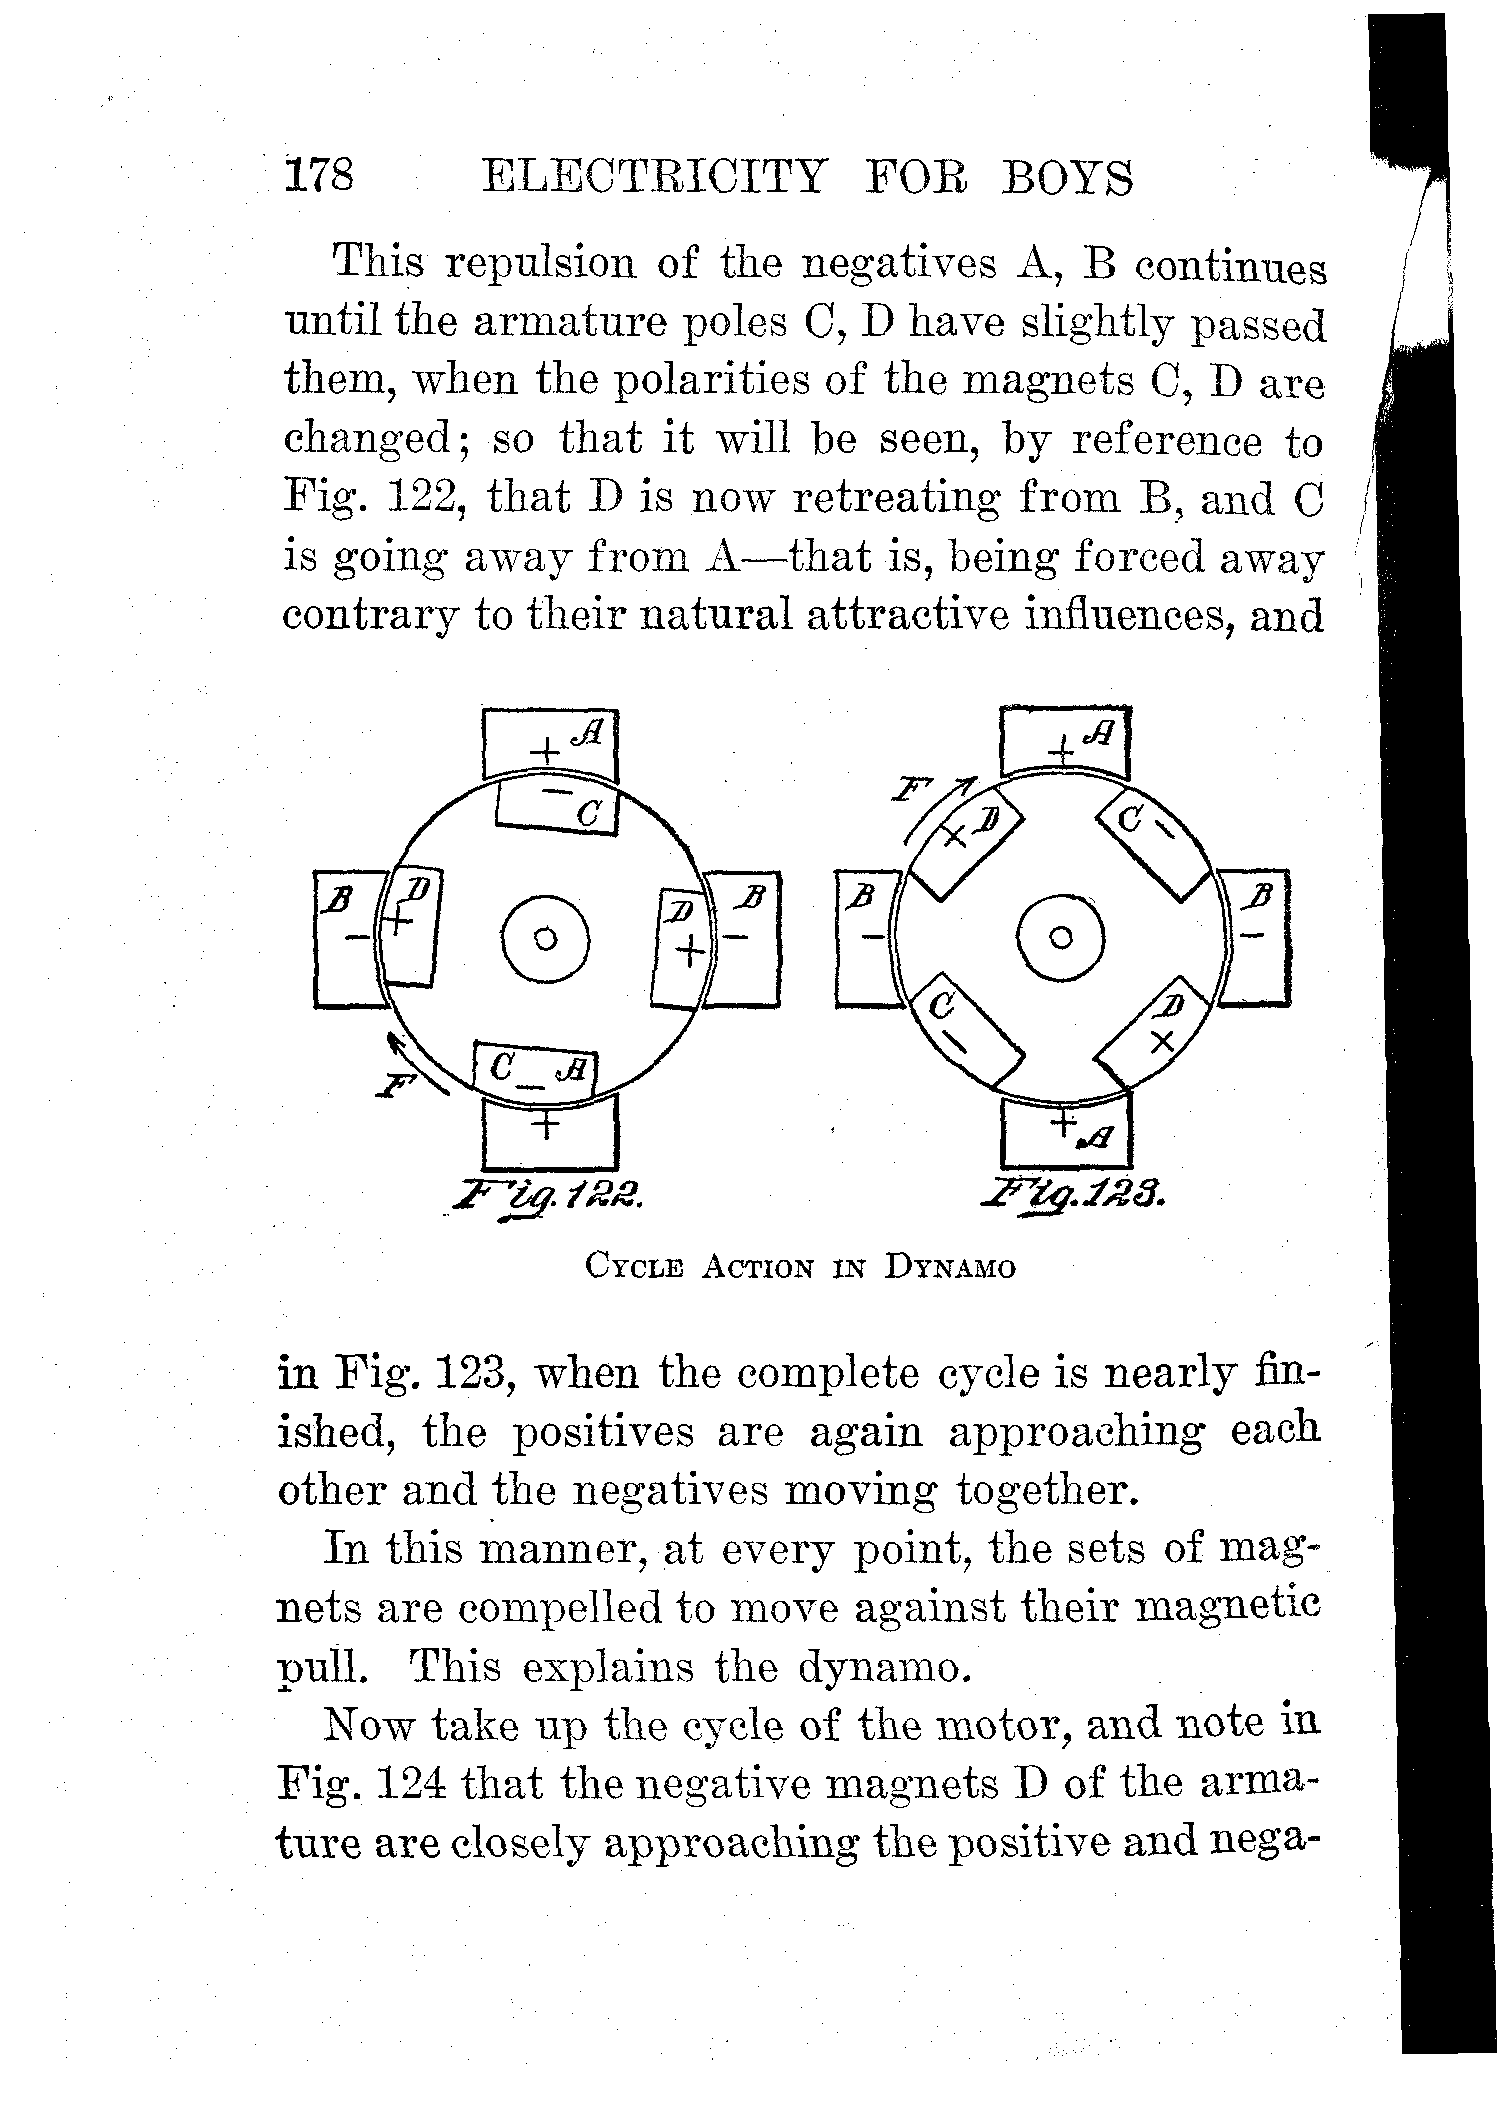 178 ELECTRICITY FOR BOYS
This repulsion of the negatives A, B continues
until the armature poles C, D have slightly passed
them, when the polarities of the magnets C, D are
changed; so that it will be seen, by reference to
Fig. 122, that D is now retreating from B, and C
is going away from A—that is, being forced away
contrary to their natural attractive influences, and
A
+
−
C
B
−
D
+
D
+
B
−
F
C − A
+
Fig. 122.
A
+
F
+ D
C −
B
−
B
−
C
−
D
+
+ A
Fig. 123.
CYCLE ACTION IN DYNAMO
in Fig. 123, when the complete cycle is nearly fin-
ished, the positives are again approaching each
other and the negatives moving together.
In this manner, at every point, the sets of mag-
nets are compelled to move against their magnetic
pull. This explains the dynamo.
Now take up the cycle of the motor, and note in
Fig. 124 that the negative magnets D of the arma-
ture are closely approaching the positive and nega-